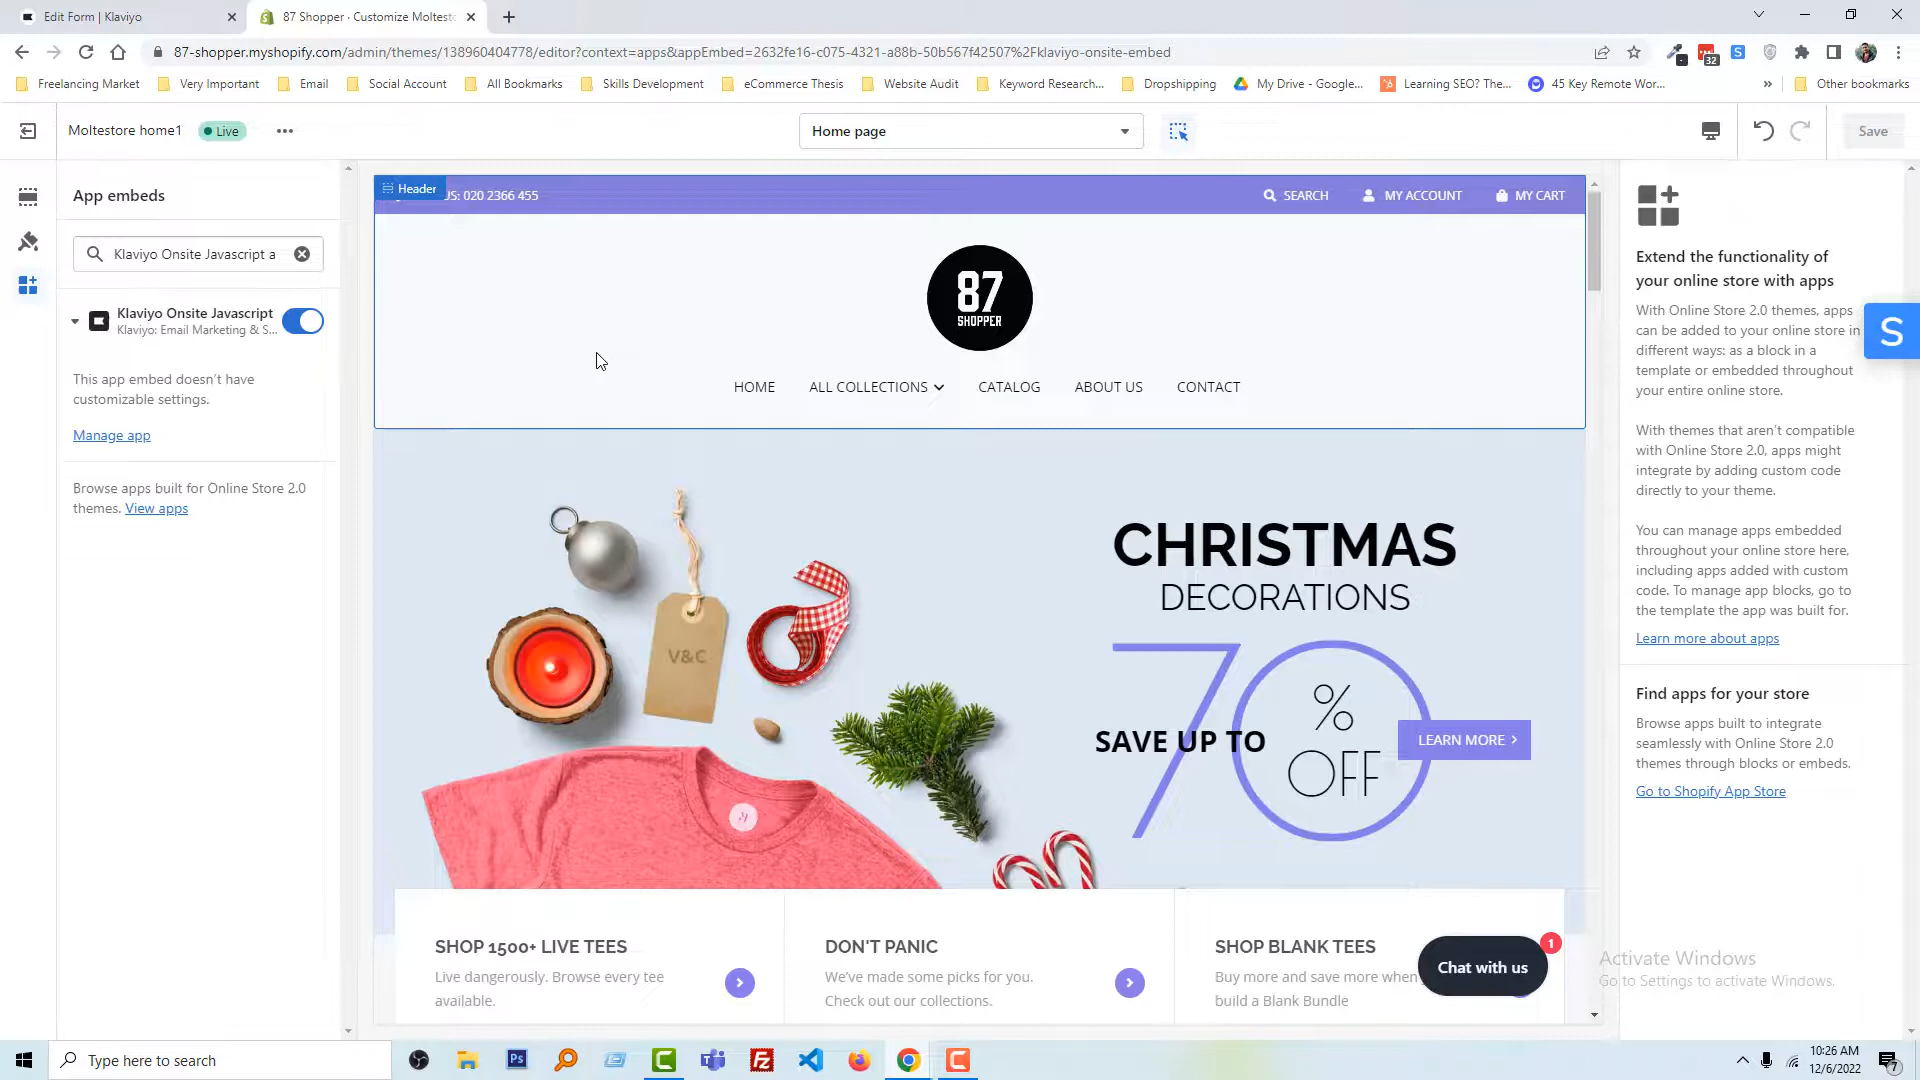 Edit Form | Klaviyo
87 Shopper · Customize Moltesto
87-shopper.myshopify.com/admin/themes/138960404778/editor?context=apps&appEmbed=2632fe16-c075-4321-a88b-50b567f42507%2Fklaviyo-onsite-embed
32
Freelancing Market
Very Important
Email
Social Account
All Bookmarks
Skills Development
eCommerce Thesis
Website Audit
Keyword Research...
Dropshipping
My Drive - Google...
Learning SEO? The...
45 Key Remote Wor...
»
Other bookmarks
Moltestore home1
Live
Home page
Save
App embeds
Klaviyo Onsite Javascript a
Klaviyo Onsite Javascript
Klaviyo: Email Marketing & S...
This app embed doesn't have
customizable settings.
Manage app
Browse apps built for Online Store 2.0
themes. View apps
Header
US: 020 2366 455
SEARCH
MY ACCOUNT
MY CART
87
SHOPPER
HOME
ALL COLLECTIONS
CATALOG
ABOUT US
CONTACT
CHRISTMAS
DECORATIONS
70
%
OFF
SAVE UP TO
LEARN MORE
V&C
SHOP 1500+ LIVE TEES
Live dangerously. Browse every tee
available.
DON'T PANIC
We've made some picks for you.
Check out our collections.
SHOP BLANK TEES
Buy more and save more when
build a Blank Bundle
Chat with us
1
Extend the functionality of
your online store with apps
With Online Store 2.0 themes, apps
can be added to your online store in
different ways: as a block in a
template or embedded throughout
your entire online store.
With themes that aren't compatible
with Online Store 2.0, apps might
integrate by adding custom code
directly to your theme.
You can manage apps embedded
throughout your online store here,
including apps added with custom
code. To manage app blocks, go to
the template the app was built for.
Learn more about apps
Find apps for your store
Browse apps built to integrate
seamlessly with Online Store 2.0
themes through blocks or embeds.
Go to Shopify App Store
S
Activate Windows
Go to Settings to activate Windows.
Type here to search
Ps
10:26 AM
12/6/2022
7